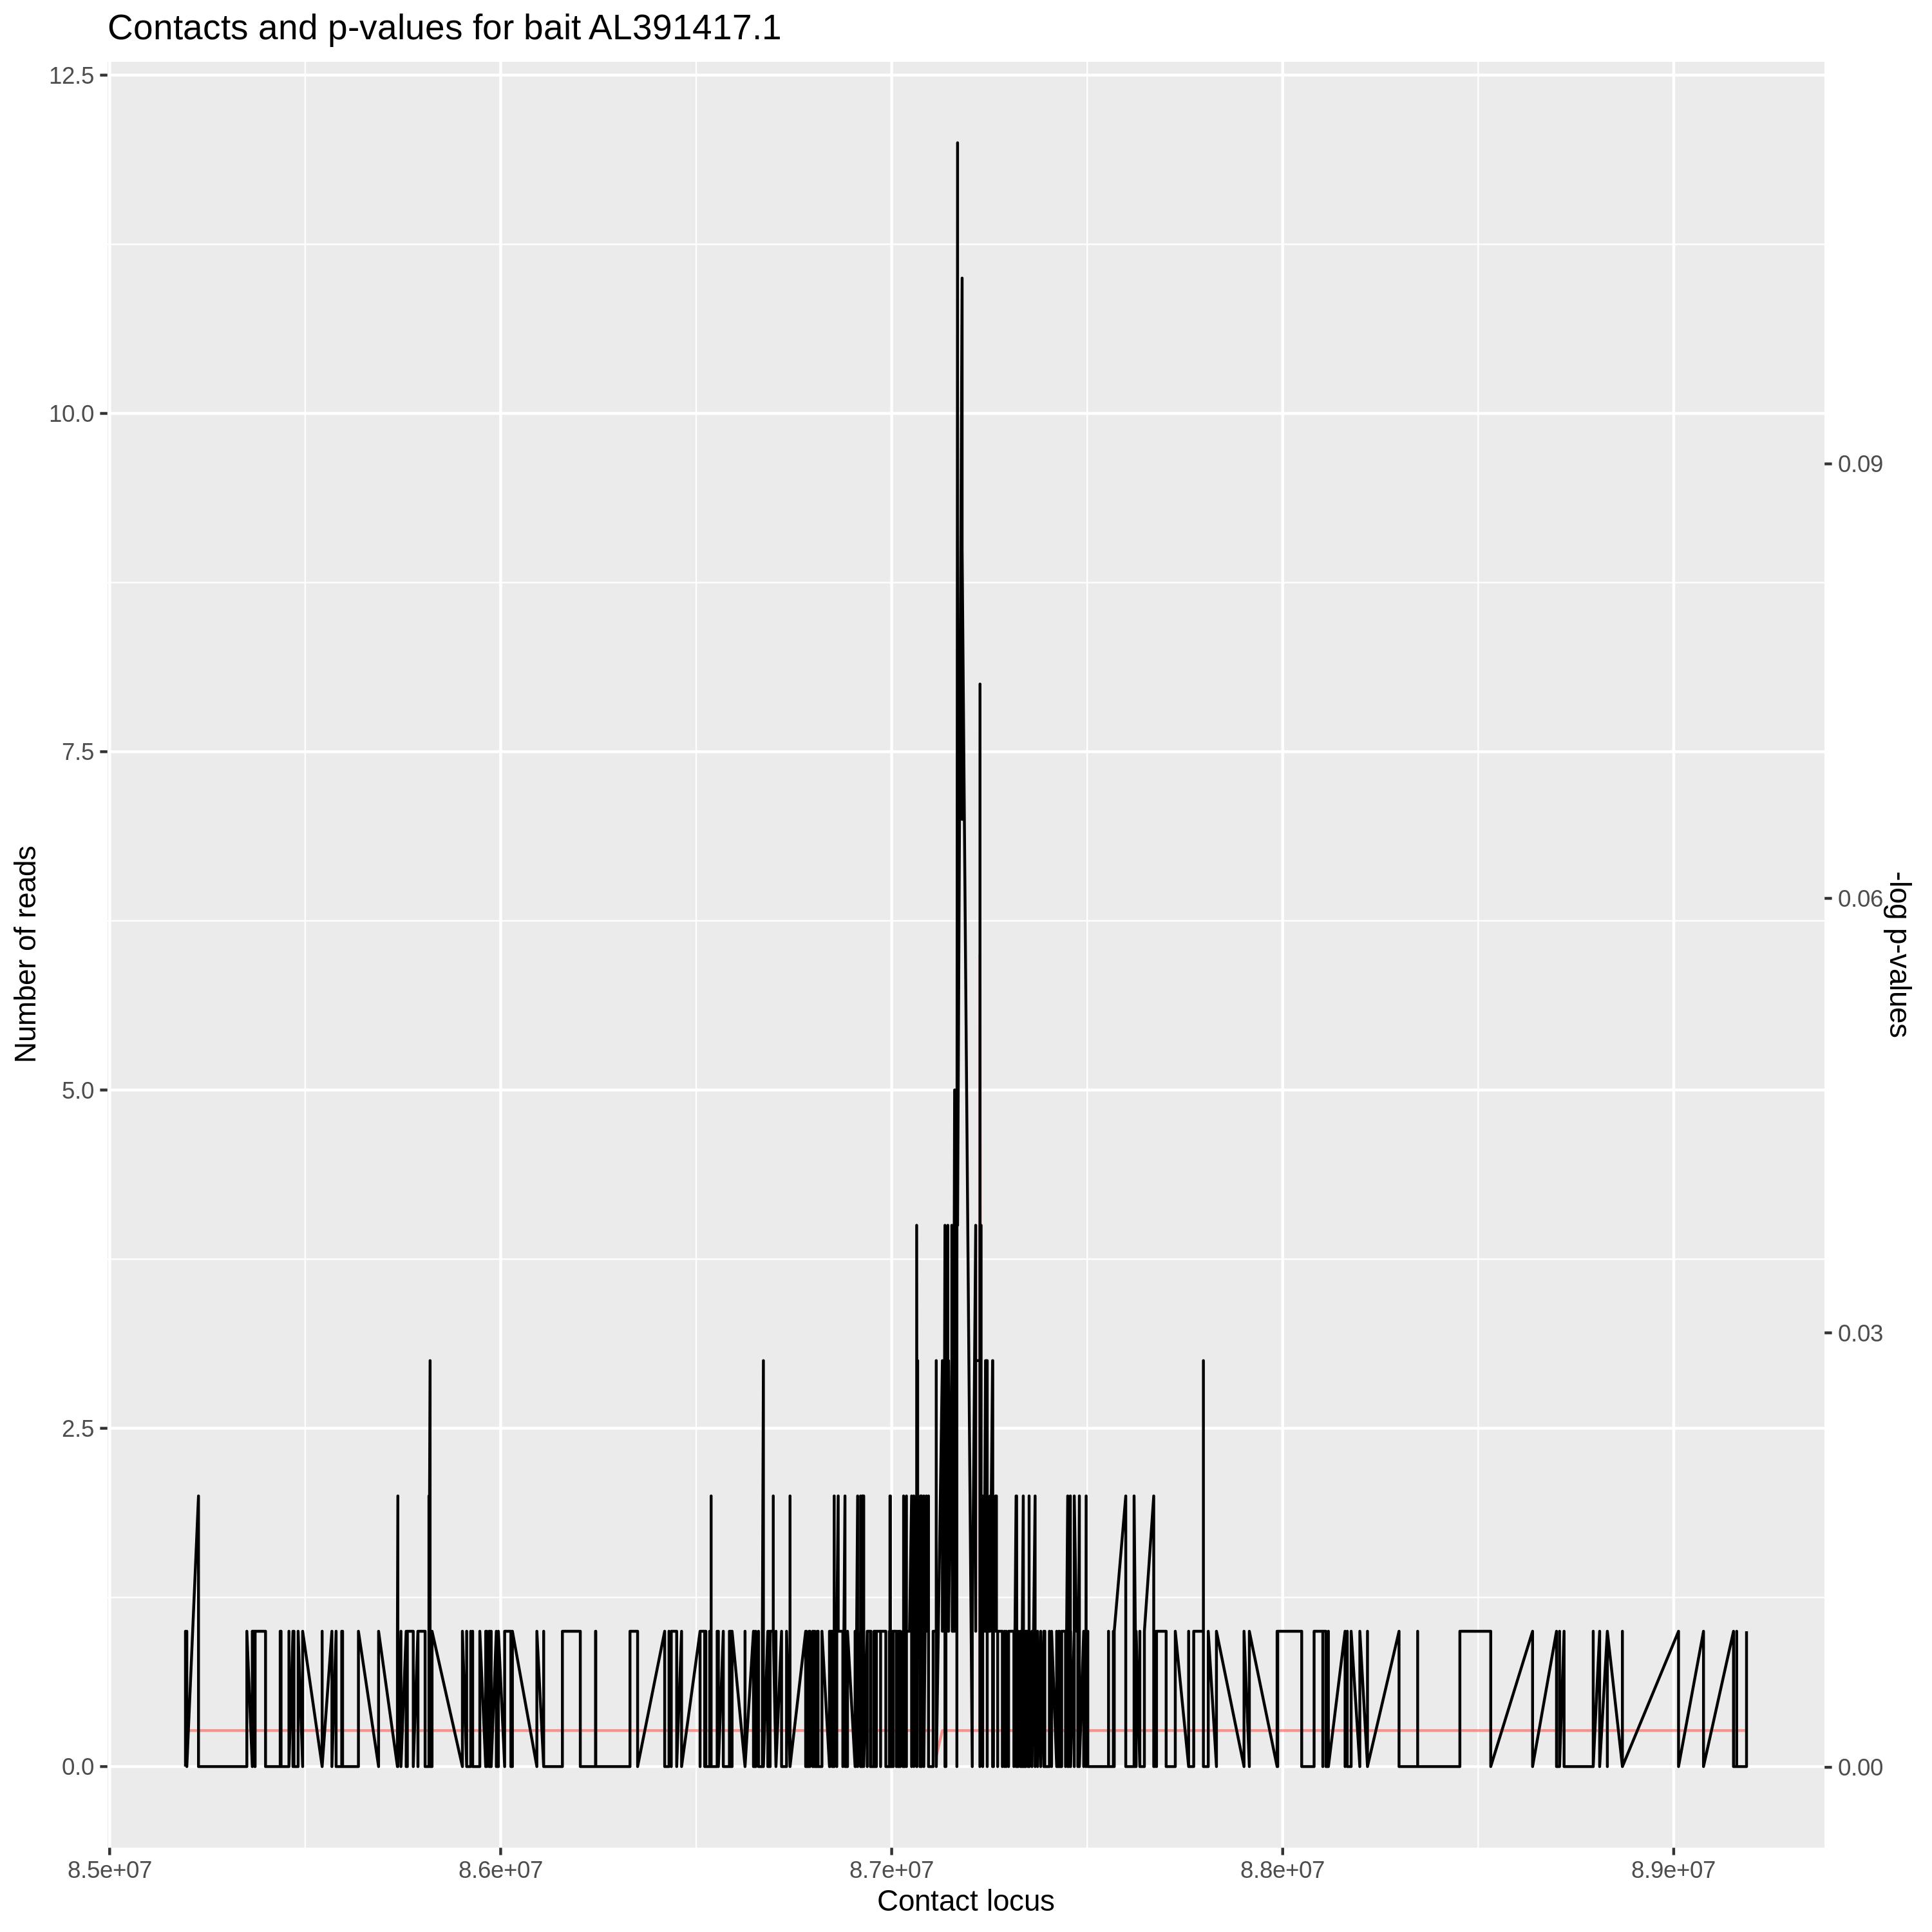 Contacts and p-values for bait AL391417.1
12.5
10.0
7.5
5.0
2.5
0.0
Number of reads
0.09
0.06
0.03
0.00
-log p-values
8.5e+07 8.6e+07 8.7e+07 8.8e+07 8.9e+07
Contact locus